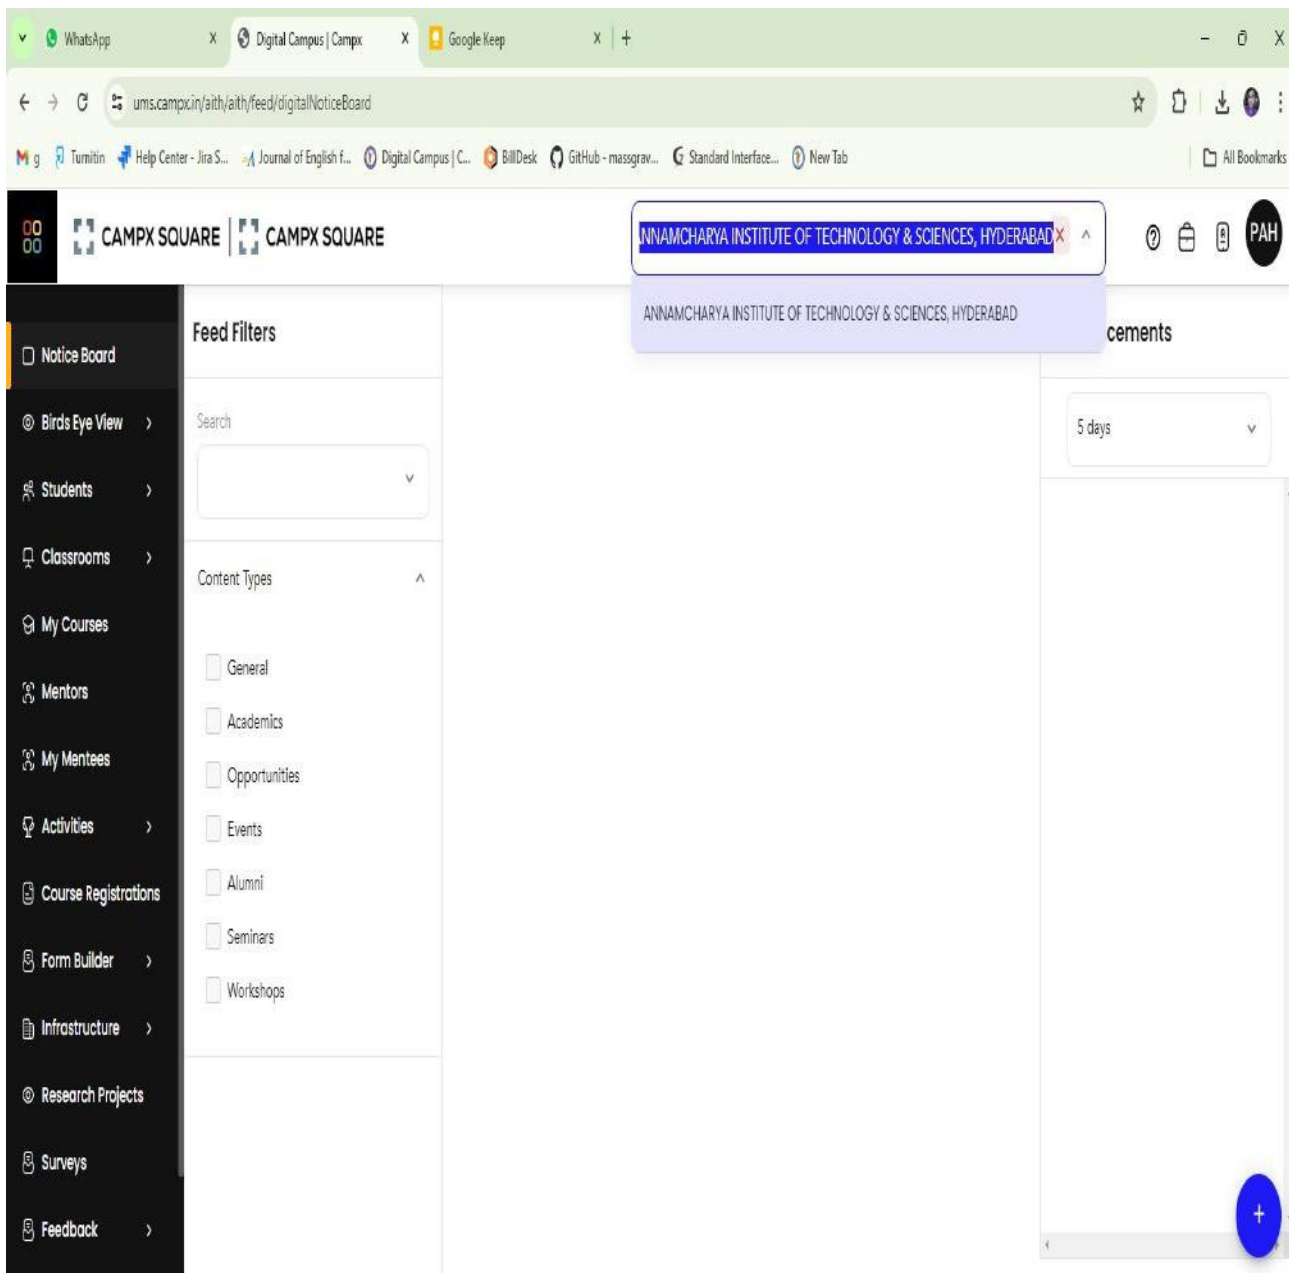 WhatsApp
Digital Campus | Campx
Google Keep
ums.campx.in/aith/aith/feed/digitalNoticeBoard
g
Turnitin
Help Center - Jira S...
Journal of English f...
Digital Campus | C...
BillDesk
GitHub - massgrav...
Standard Interface...
New Tab
All Bookmarks
CAMPX SQUARE | CAMPX SQUARE
ANNAMCHARYA INSTITUTE OF TECHNOLOGY & SCIENCES, HYDERABAD
PAH
ANNAMCHARYA INSTITUTE OF TECHNOLOGY & SCIENCES, HYDERABAD
Notice Board
Birds Eye View
Students
Classrooms
My Courses
Mentors
My Mentees
Activities
Course Registrations
Form Builder
Infrastructure
Research Projects
Surveys
Feedback
Feed Filters
Search
Content Types
General
Academics
Opportunities
Events
Alumni
Seminars
Workshops
cements
5 days